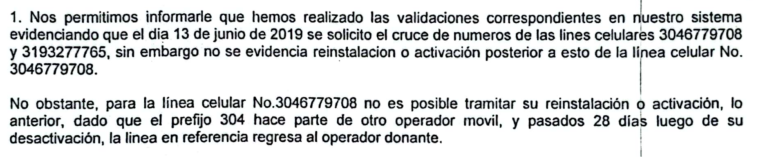 1. Nos permitimos informarle que hemos realizado las validaciones correspondientes en nuestro sistema
evidenciando que el dia 13 de junio de 2019 se solicito el cruce de numeros de las lines celulares 3046779708
y 3193277765, sin embargo no se evidencia reinstalacion o activación posterior a esto de la línea celular No.
3046779708.
No obstante, para la línea celular No.3046779708 no es posible tramitar su reinstalación o activación, lo
anterior, dado que el prefijo 304 hace parte de otro operador movil, y pasados 28 días luego de su
desactivación, la linea en referencia regresa al operador donante.